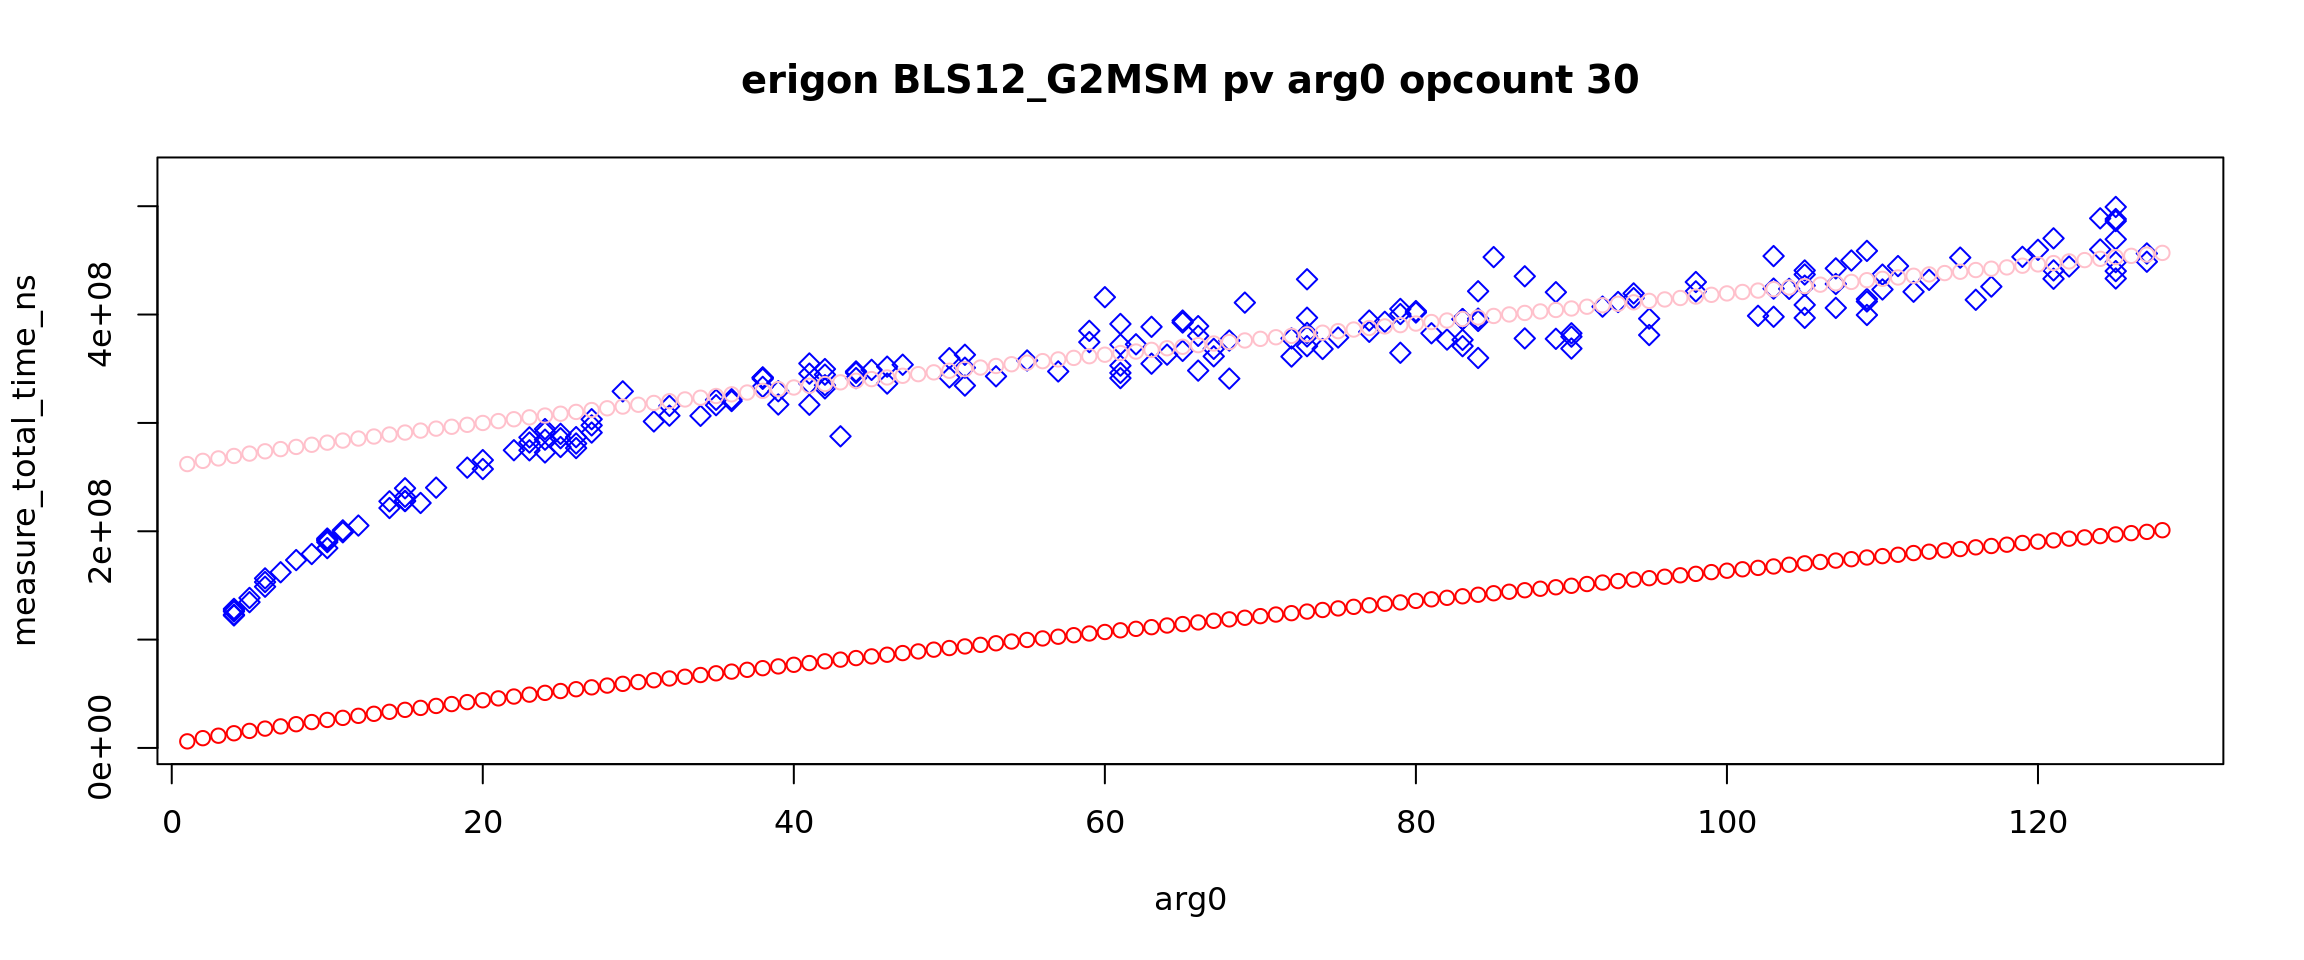 erigon BLS12_G2MSM pv arg0 opcount 30
measure_total_time_ns
4e+08
2e+08
0e+00
0 20 40 60 80 100 120
arg0